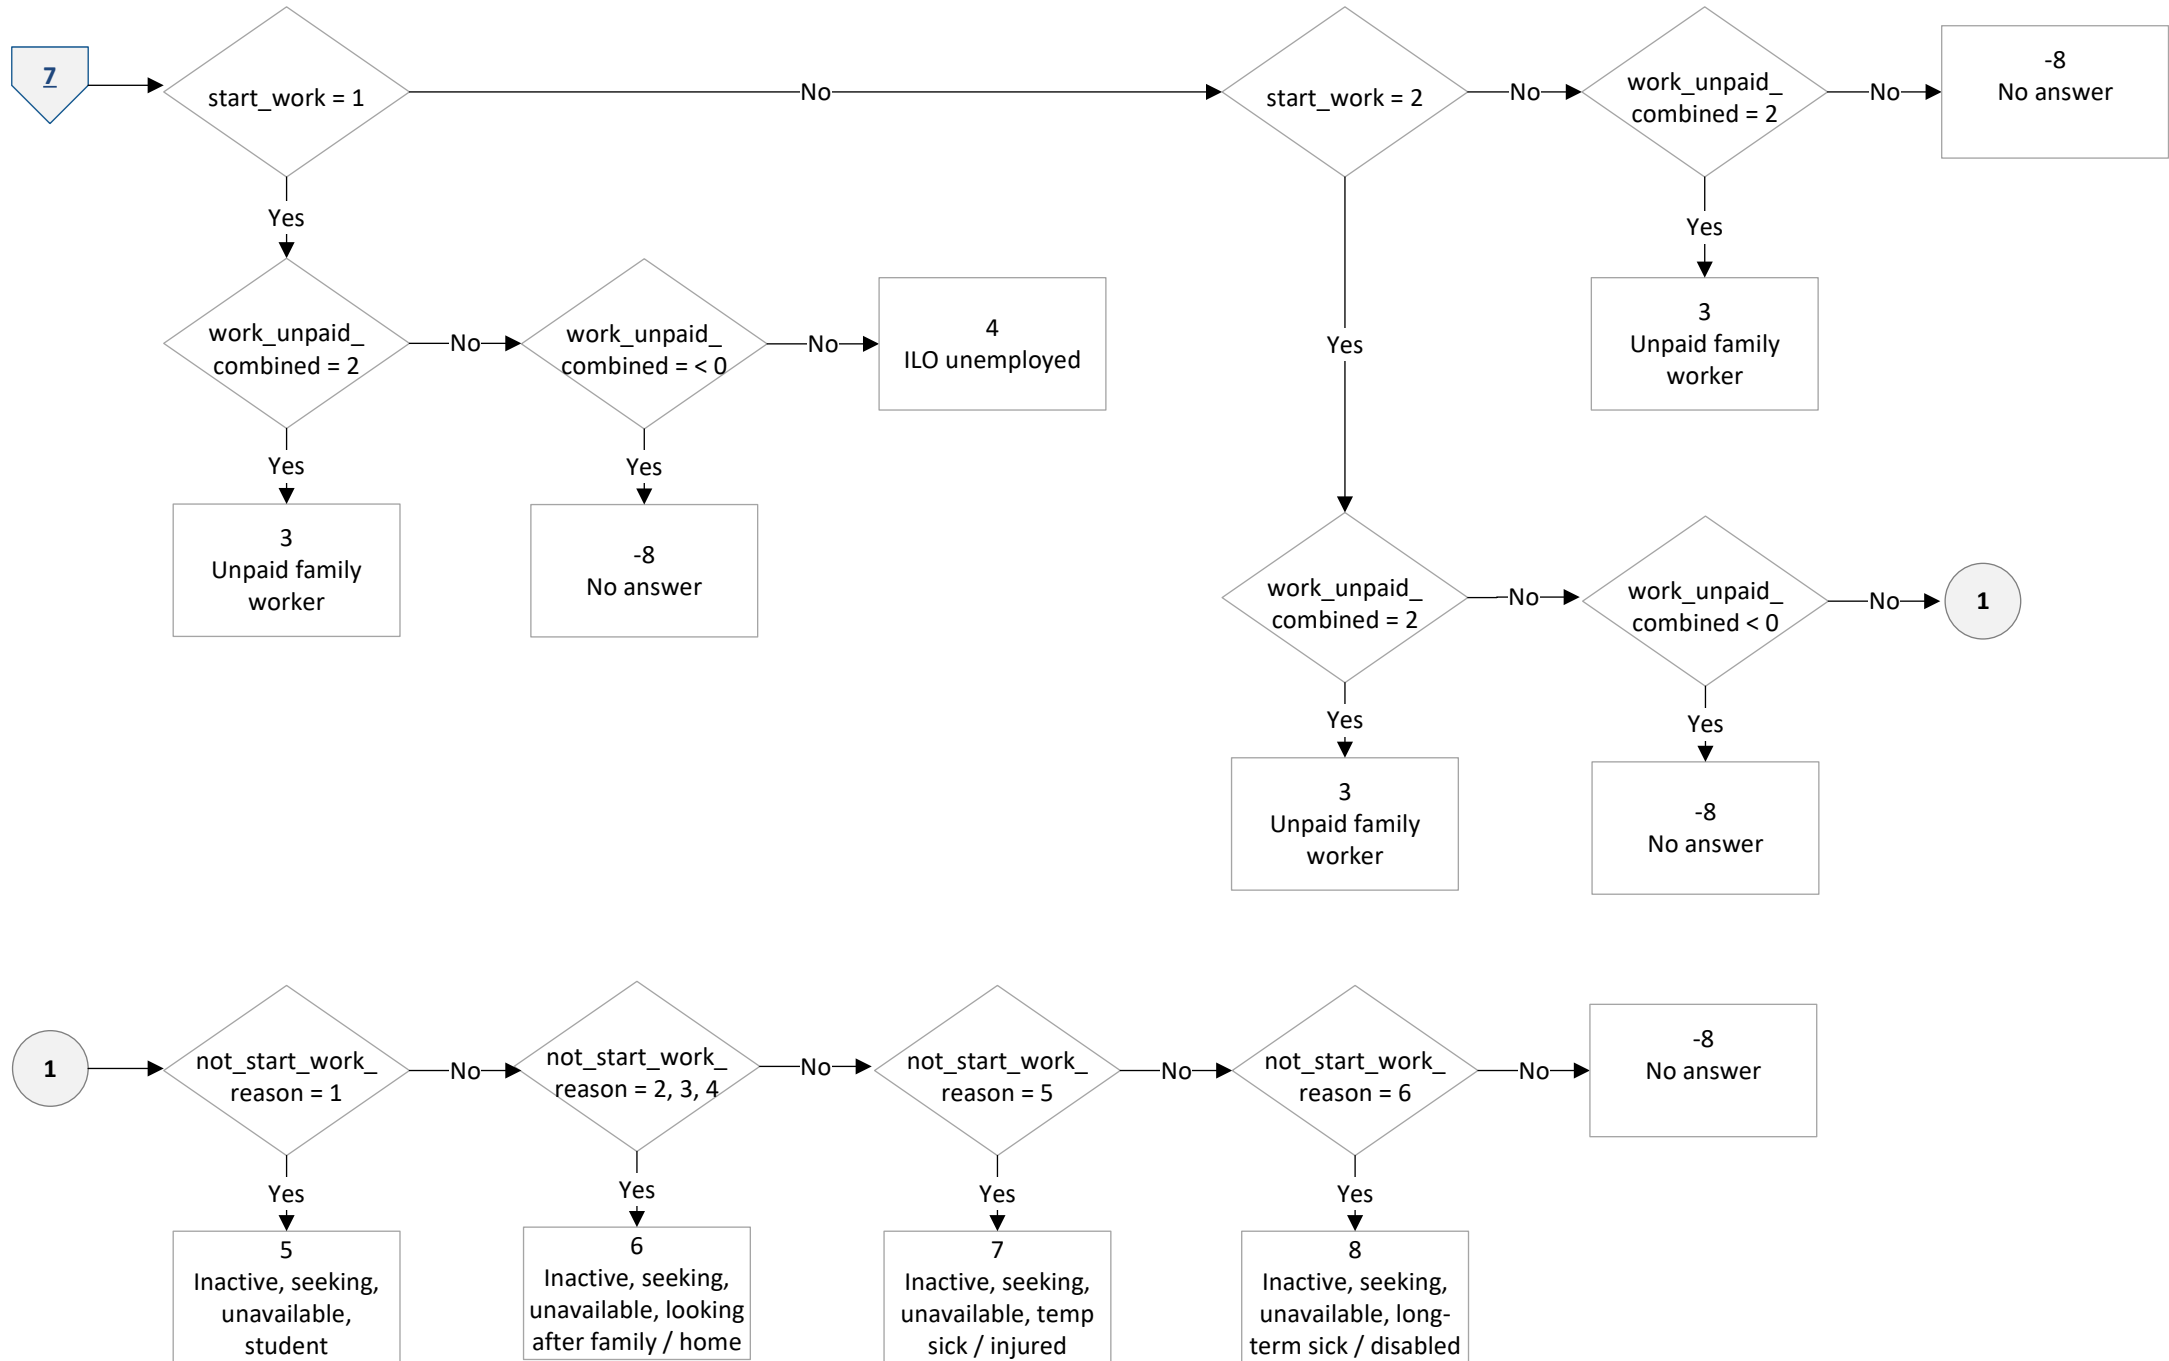 7
start_work = 1
No
start_work = 2
No
work_unpaid_
combined = 2
No
-8
No answer
Yes
Yes
3
Unpaid family
worker
work_unpaid_
combined = 2
No
work_unpaid_
combined = < 0
No
4
ILO unemployed
Yes
Yes
Yes
3
Unpaid family
worker
-8
No answer
work_unpaid_
combined = 2
No
work_unpaid_
combined < 0
No
1
Yes
Yes
3
Unpaid family
worker
-8
No answer
1
not_start_work_
reason = 1
No
not_start_work_
reason = 2, 3, 4
No
not_start_work_
reason = 5
No
not_start_work_
reason = 6
No
-8
No answer
Yes
Yes
Yes
Yes
5
Inactive, seeking,
unavailable,
student
6
Inactive, seeking,
unavailable, looking
after family / home
7
Inactive, seeking,
unavailable, temp
sick / injured
8
Inactive, seeking,
unavailable, long-
term sick / disabled